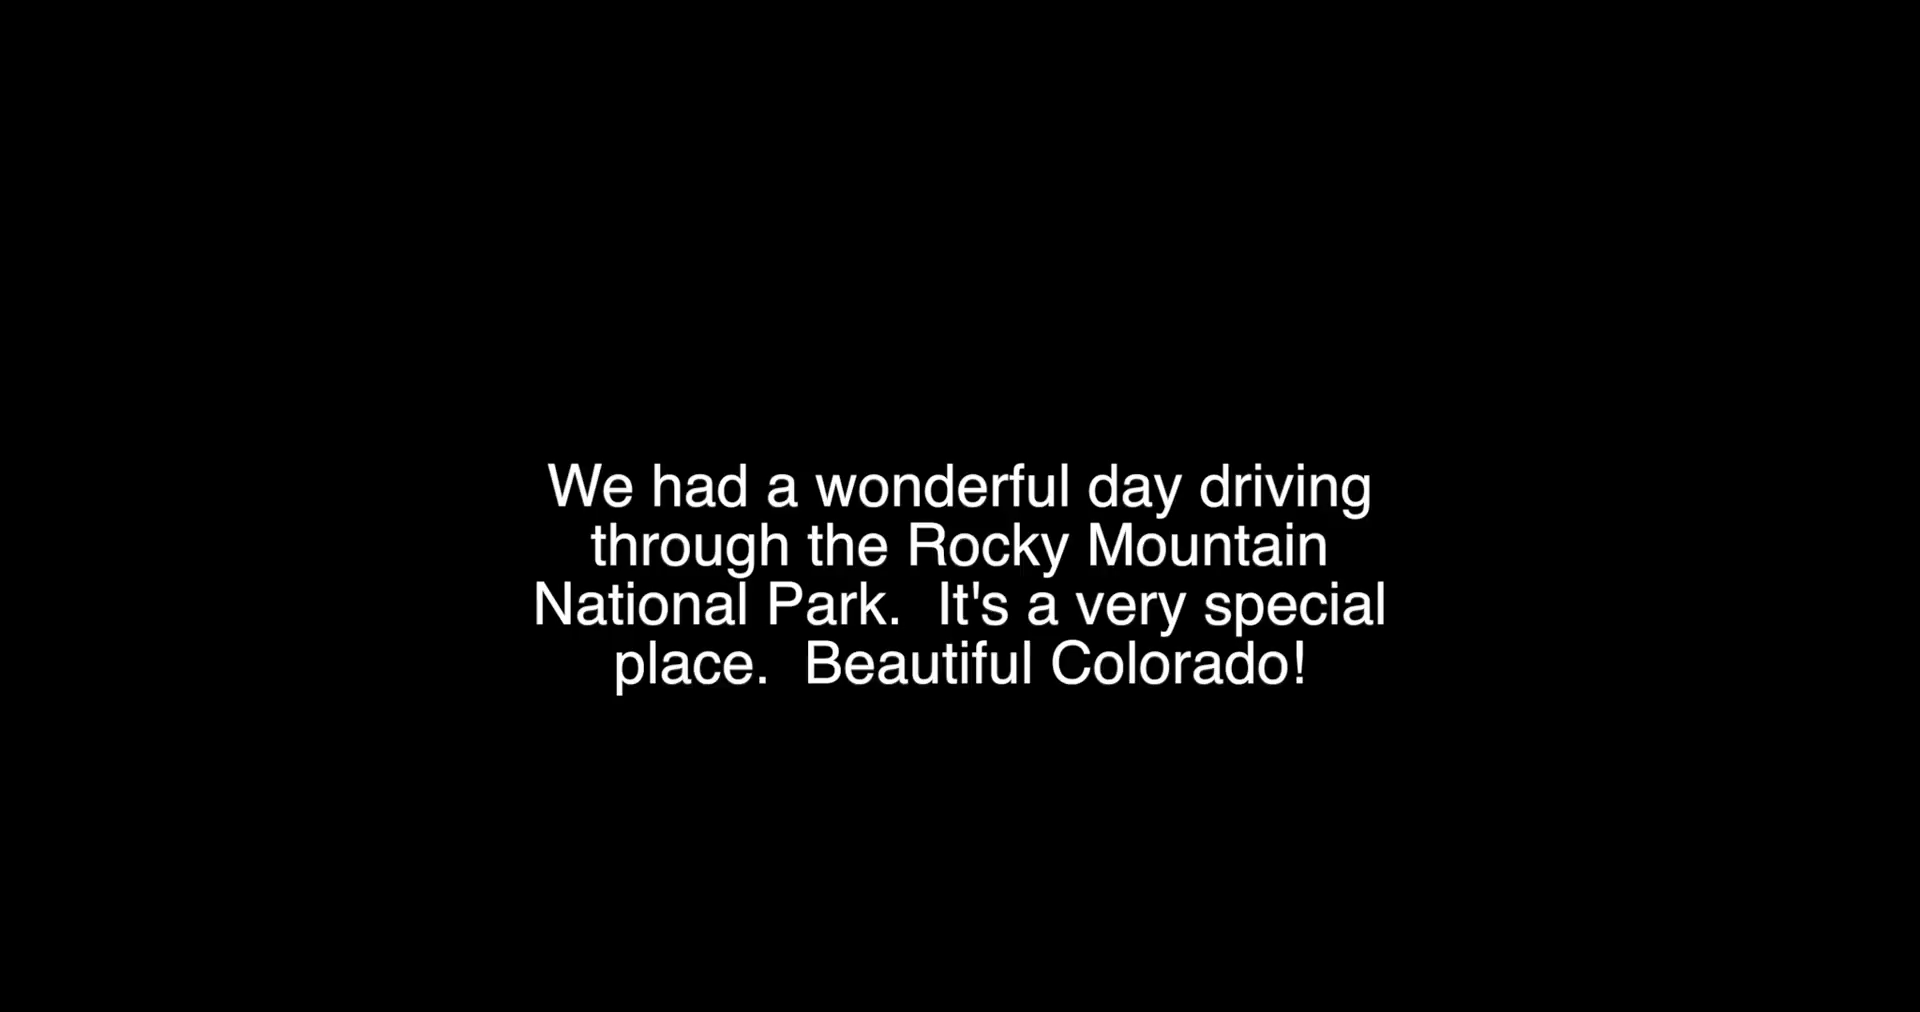 We had a wonderful day driving
through the Rocky Mountain
National Park.  It's a very special
place.  Beautiful Colorado!